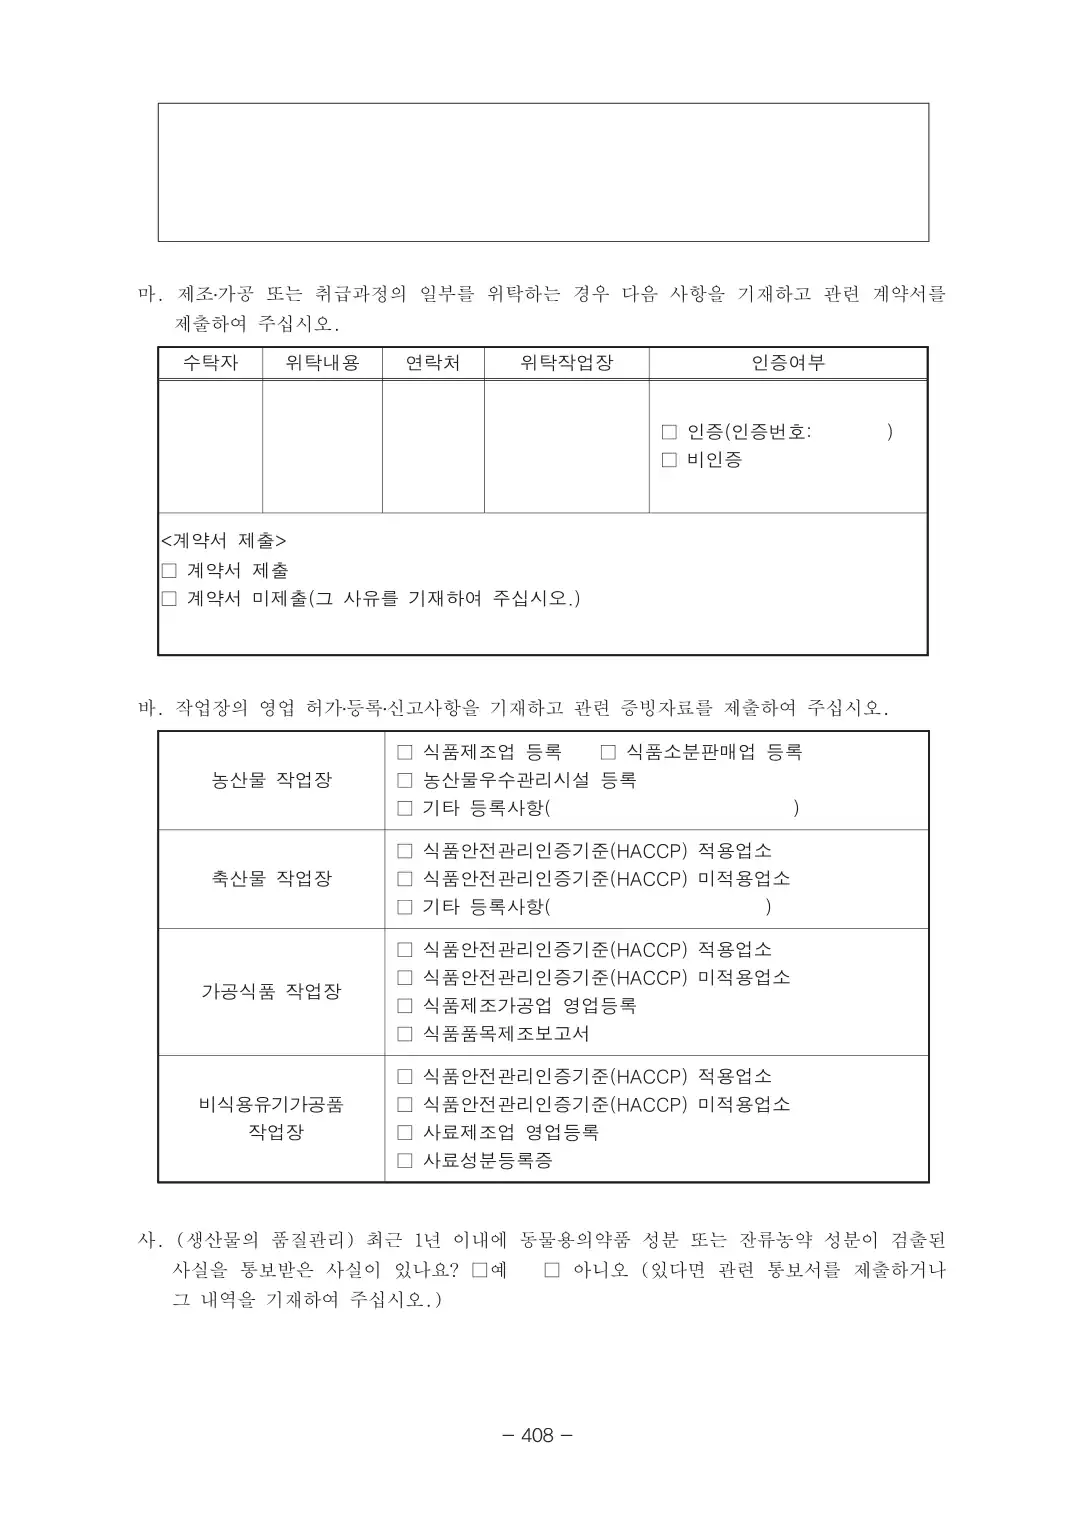 마. 제조·가공 또는 취급과정의 일부를 위탁하는 경우 다음 사항을 기재하고 관련 계약서를
제출하여 주십시오.
수탁자 위탁내용 연락처 위탁작업장 인증여부
□ 인증(인증번호: )
□ 비인증
<계약서 제출>
□ 계약서 제출
□ 계약서 미제출(그 사유를 기재하여 주십시오.)
바. 작업장의 영업 허가·등록·신고사항을 기재하고 관련 증빙자료를 제출하여 주십시오.
농산물 작업장
□ 식품제조업 등록 □ 식품소분판매업 등록
□ 농산물우수관리시설 등록
□ 기타 등록사항( )
축산물 작업장
□ 식품안전관리인증기준(HACCP) 적용업소
□ 식품안전관리인증기준(HACCP) 미적용업소
□ 기타 등록사항( )
가공식품 작업장
□ 식품안전관리인증기준(HACCP) 적용업소
□ 식품안전관리인증기준(HACCP) 미적용업소
□ 식품제조가공업 영업등록
□ 식품품목제조보고서
비식용유기가공품
작업장
□ 식품안전관리인증기준(HACCP) 적용업소
□ 식품안전관리인증기준(HACCP) 미적용업소
□ 사료제조업 영업등록
□ 사료성분등록증
사. (생산물의 품질관리) 최근 1년 이내에 동물용의약품 성분 또는 잔류농약 성분이 검출된
사실을 통보받은 사실이 있나요? □예 □ 아니오 (있다면 관련 통보서를 제출하거나
그 내역을 기재하여 주십시오.)
- 408 -